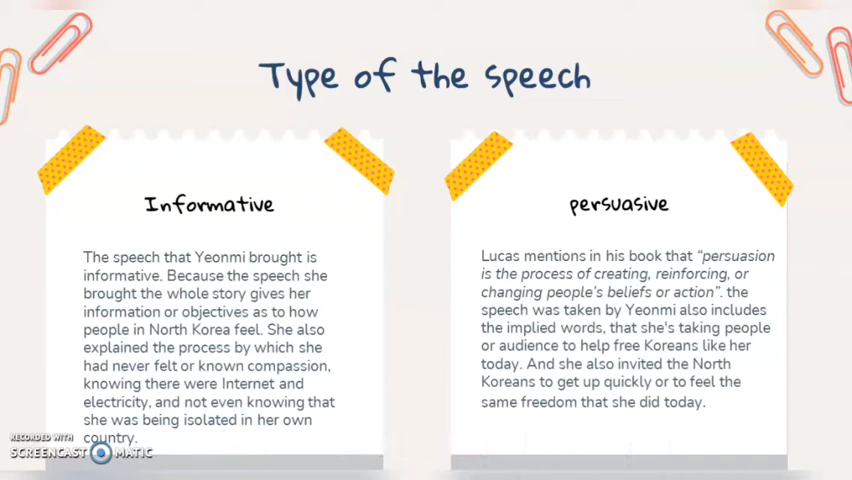 Type of the speech
Informative
The speech that Yeonmi brought is
informative. Because the speech she
brought the whole story gives her
information or objectives as to how
people in North Korea feel. She also
explained the process by which she
had never felt or known compassion,
knowing there were Internet and
electricity, and not even knowing that
she was being isolated in her own
country.
persuasive
Lucas mentions in his book that “persuasion
is the process of creating, reinforcing, or
changing people's beliefs or action”. the
speech was taken by Yeonmi also includes
the implied words, that she's taking people
or audience to help free Koreans like her
today. And she also invited the North
Koreans to get up quickly or to feel the
same freedom that she did today.
RECORDED WITH
SCREENCAST MATIC